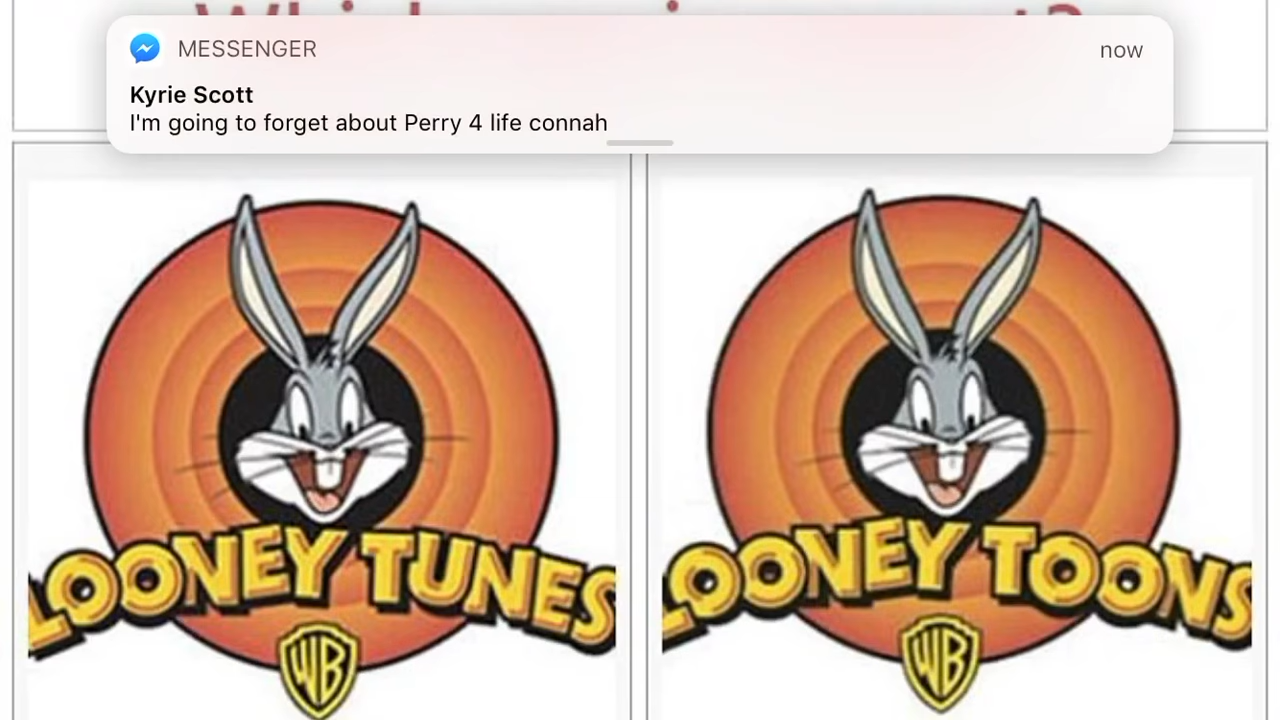 MESSENGER now
Kyrie Scott
I'm going to forget about Perry 4 life connah
LOONEY TUNES LOONEY TOONS
WB WB